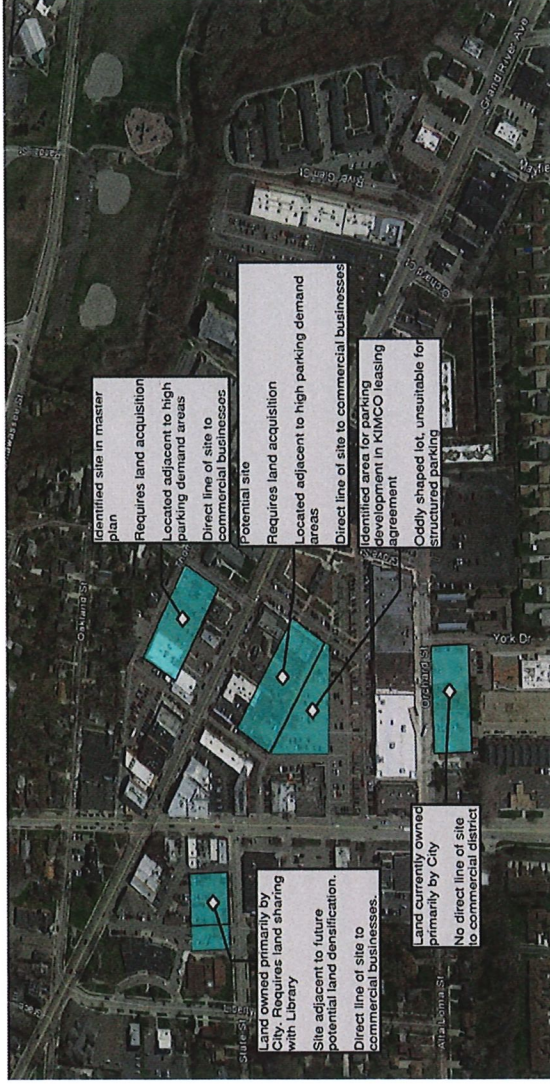 Identified site in master
plan
Requires land acquisition
Located adjacent to high
parking demand areas
Direct line of site to
commercial businesses
Potential site
Requires land acquisition
Located adjacent to high parking demand
areas
Direct line of site to commercial businesses
Identified area for parking
development in KIMCO leasing
agreement
Oddly shaped lot, unsuitable for
structured parking
Land owned primarily by
City. Requires land sharing
with Library
Site adjacent to future
potential land densification.
Direct line of site to
commercial businesses.
Land currently owned
primarily by City
No direct line of site
to commercial district
Oakland St
Grand River Ave
River Glen St
Orchard St
York Dr
State St
Alta Loma St